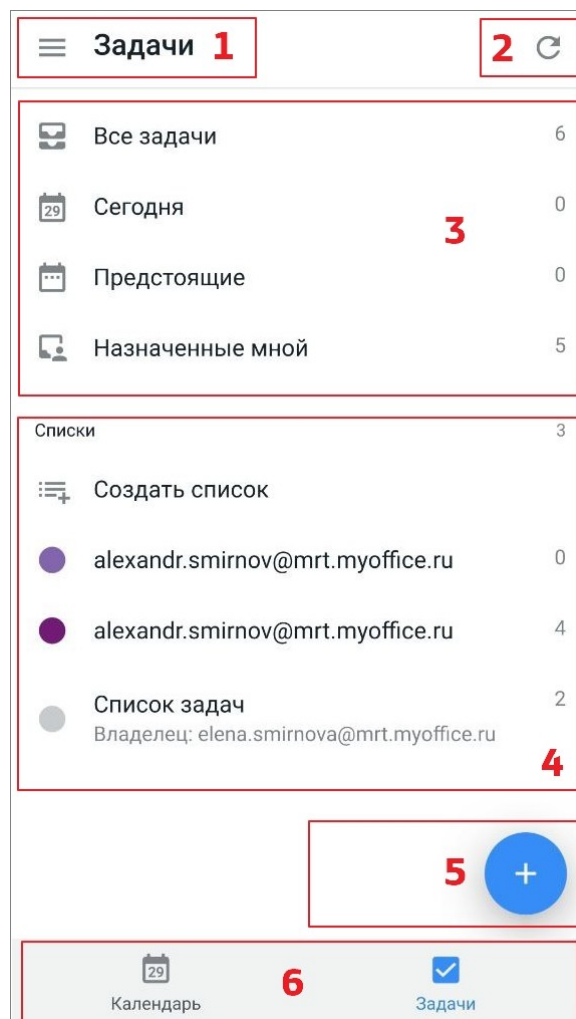 Задачи 1
2
Все задачи 6
29 Сегодня 0
3
Предстоящие 0
Назначенные мной 5
Списки 3
Создать список
alexandr.smirnov@mrt.myoffice.ru 0
alexandr.smirnov@mrt.myoffice.ru 4
Список задач 2
Владелец: elena.smirnova@mrt.myoffice.ru
4
5 +
29
6
Календарь Задачи